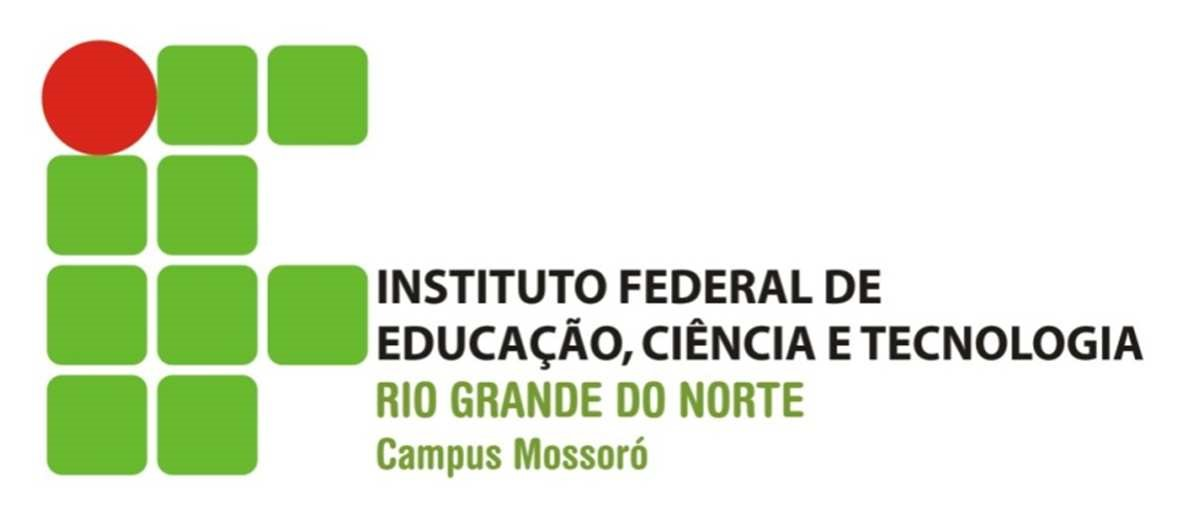 INSTITUTO FEDERAL DE
EDUCAÇÃO, CIÊNCIA E TECNOLOGIA
RIO GRANDE DO NORTE
Campus Mossoró